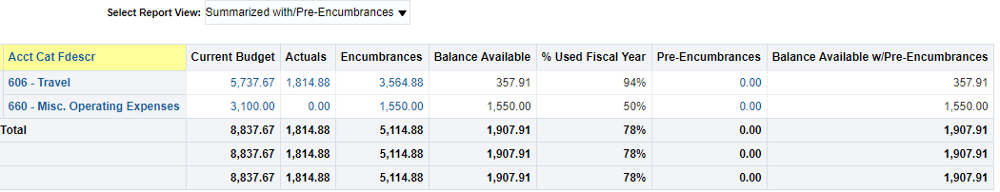 Select Report View: Summarized with/Pre-Encumbrances
Acct Cat Fdescr Current Budget Actuals Encumbrances Balance Available % Used Fiscal Year Pre-Encumbrances Balance Available w/Pre-Encumbrances
606 - Travel 5,737.67 1,814.88 3,564.88 357.91 94% 0.00 357.91
660 - Misc. Operating Expenses 3,100.00 0.00 1,550.00 1,550.00 50% 0.00 1,550.00
Total 8,837.67 1,814.88 5,114.88 1,907.91 78% 0.00 1,907.91
8,837.67 1,814.88 5,114.88 1,907.91 78% 0.00 1,907.91
8,837.67 1,814.88 5,114.88 1,907.91 78% 0.00 1,907.91